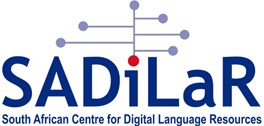 SADiLaR
South African Centre for Digital Language Resources